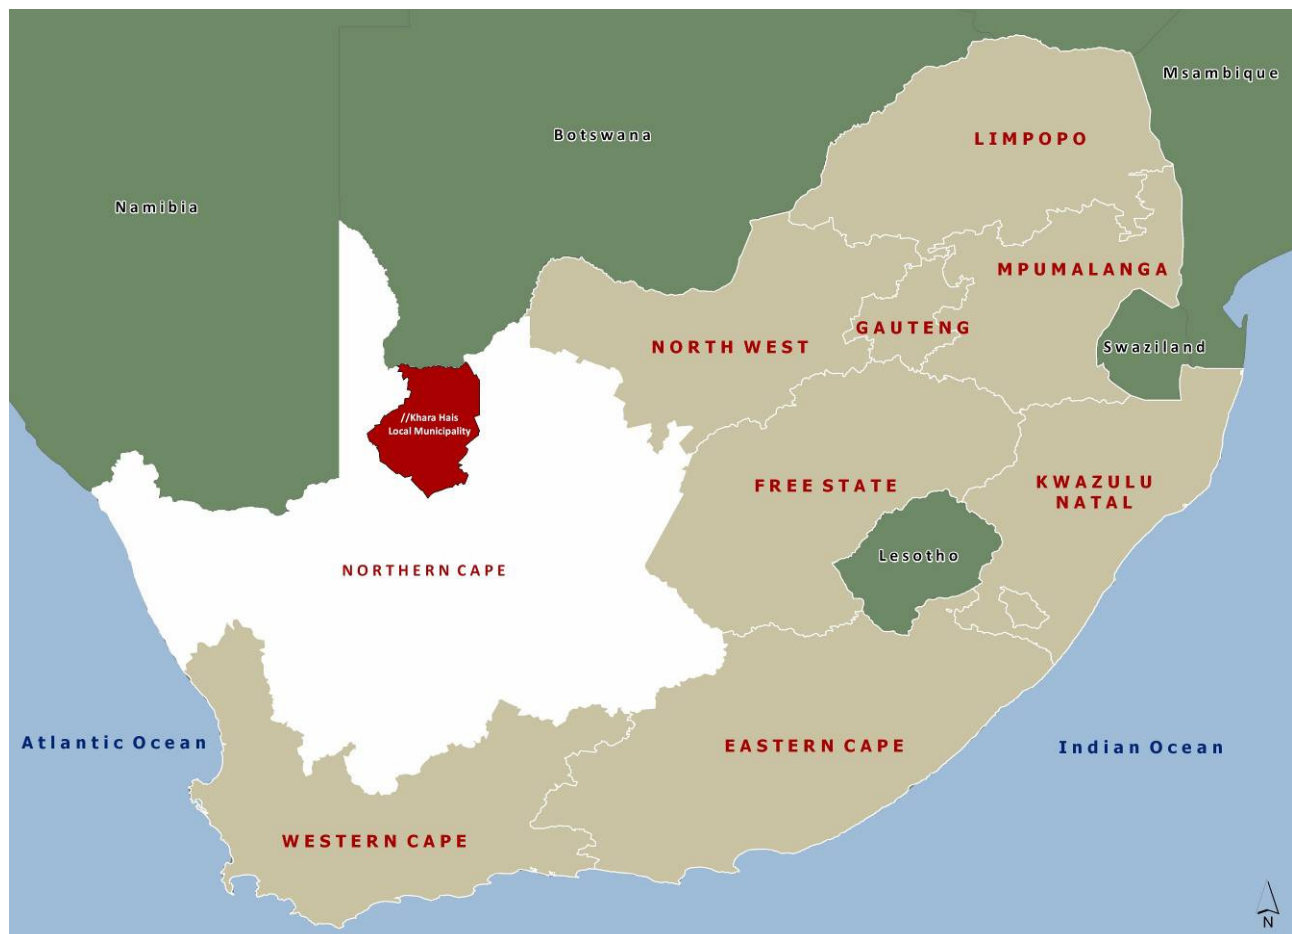 Msambique
Botswana
LIMPOPO
Namibia
MPUMALANGA
GAUTENG
NORTH WEST
Swaziland
//Khara Hais
Local Municipality
FREE STATE
KWAZULU
NATAL
Lesotho
NORTHERN CAPE
Atlantic Ocean
EASTERN CAPE
Indian Ocean
WESTERN CAPE
N